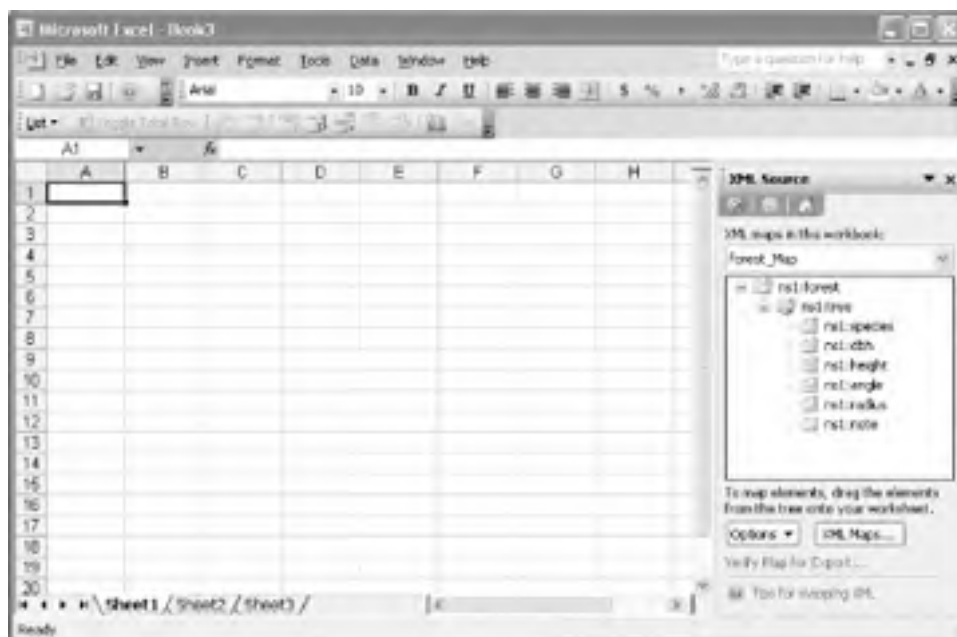 Microsoft Excel - Book3
File Edit View Insert Format Tools Data Window Help
Type a question for help
Arial 10 B I U $ % ,
List Toggle Total Row
A1 fx
A B C D E F G H
1
2
3
4
5
6
7
8
9
10
11
12
13
14
15
16
17
18
19
20
XML Source
XML maps in this workbook:
forest_Map
ns1:forest
ns1:tree
ns1:species
ns1:dbh
ns1:height
ns1:angle
ns1:radius
ns1:note
To map elements, drag the elements
from the tree onto your worksheet.
Options XML Maps...
Verify Map for Export...
Tips for mapping XML
Sheet1 / Sheet2 / Sheet3 /
Ready